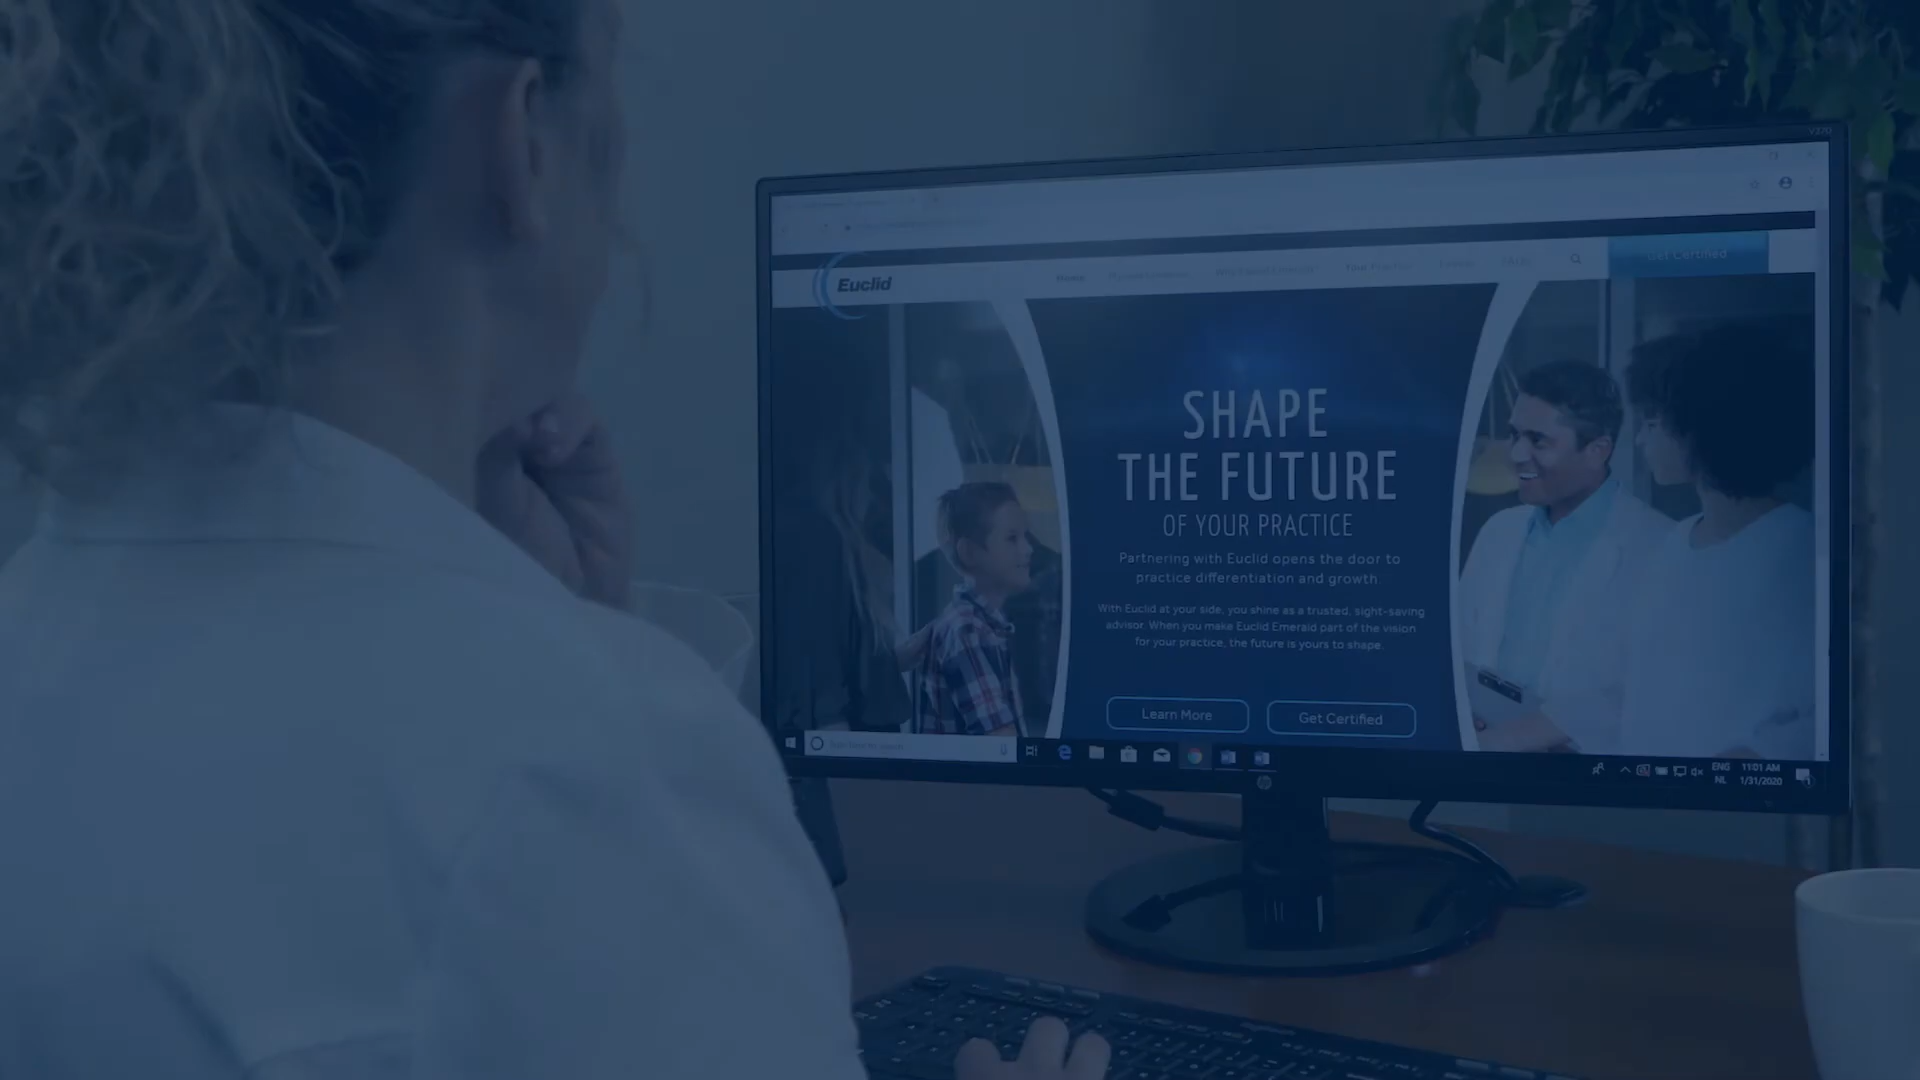 V270
Euclid
Home
Get Certified
SHAPE
THE FUTURE
OF YOUR PRACTICE
Partnering with Euclid opens the door to
practice differentiation and growth.
With Euclid at your side, you shine as a trusted, sight-saving
advisor. When you make Euclid Emerald part of the vision
for your practice, the future is yours to shape.
Learn More
Get Certified
ENG
NL
11:01 AM
1/31/2020